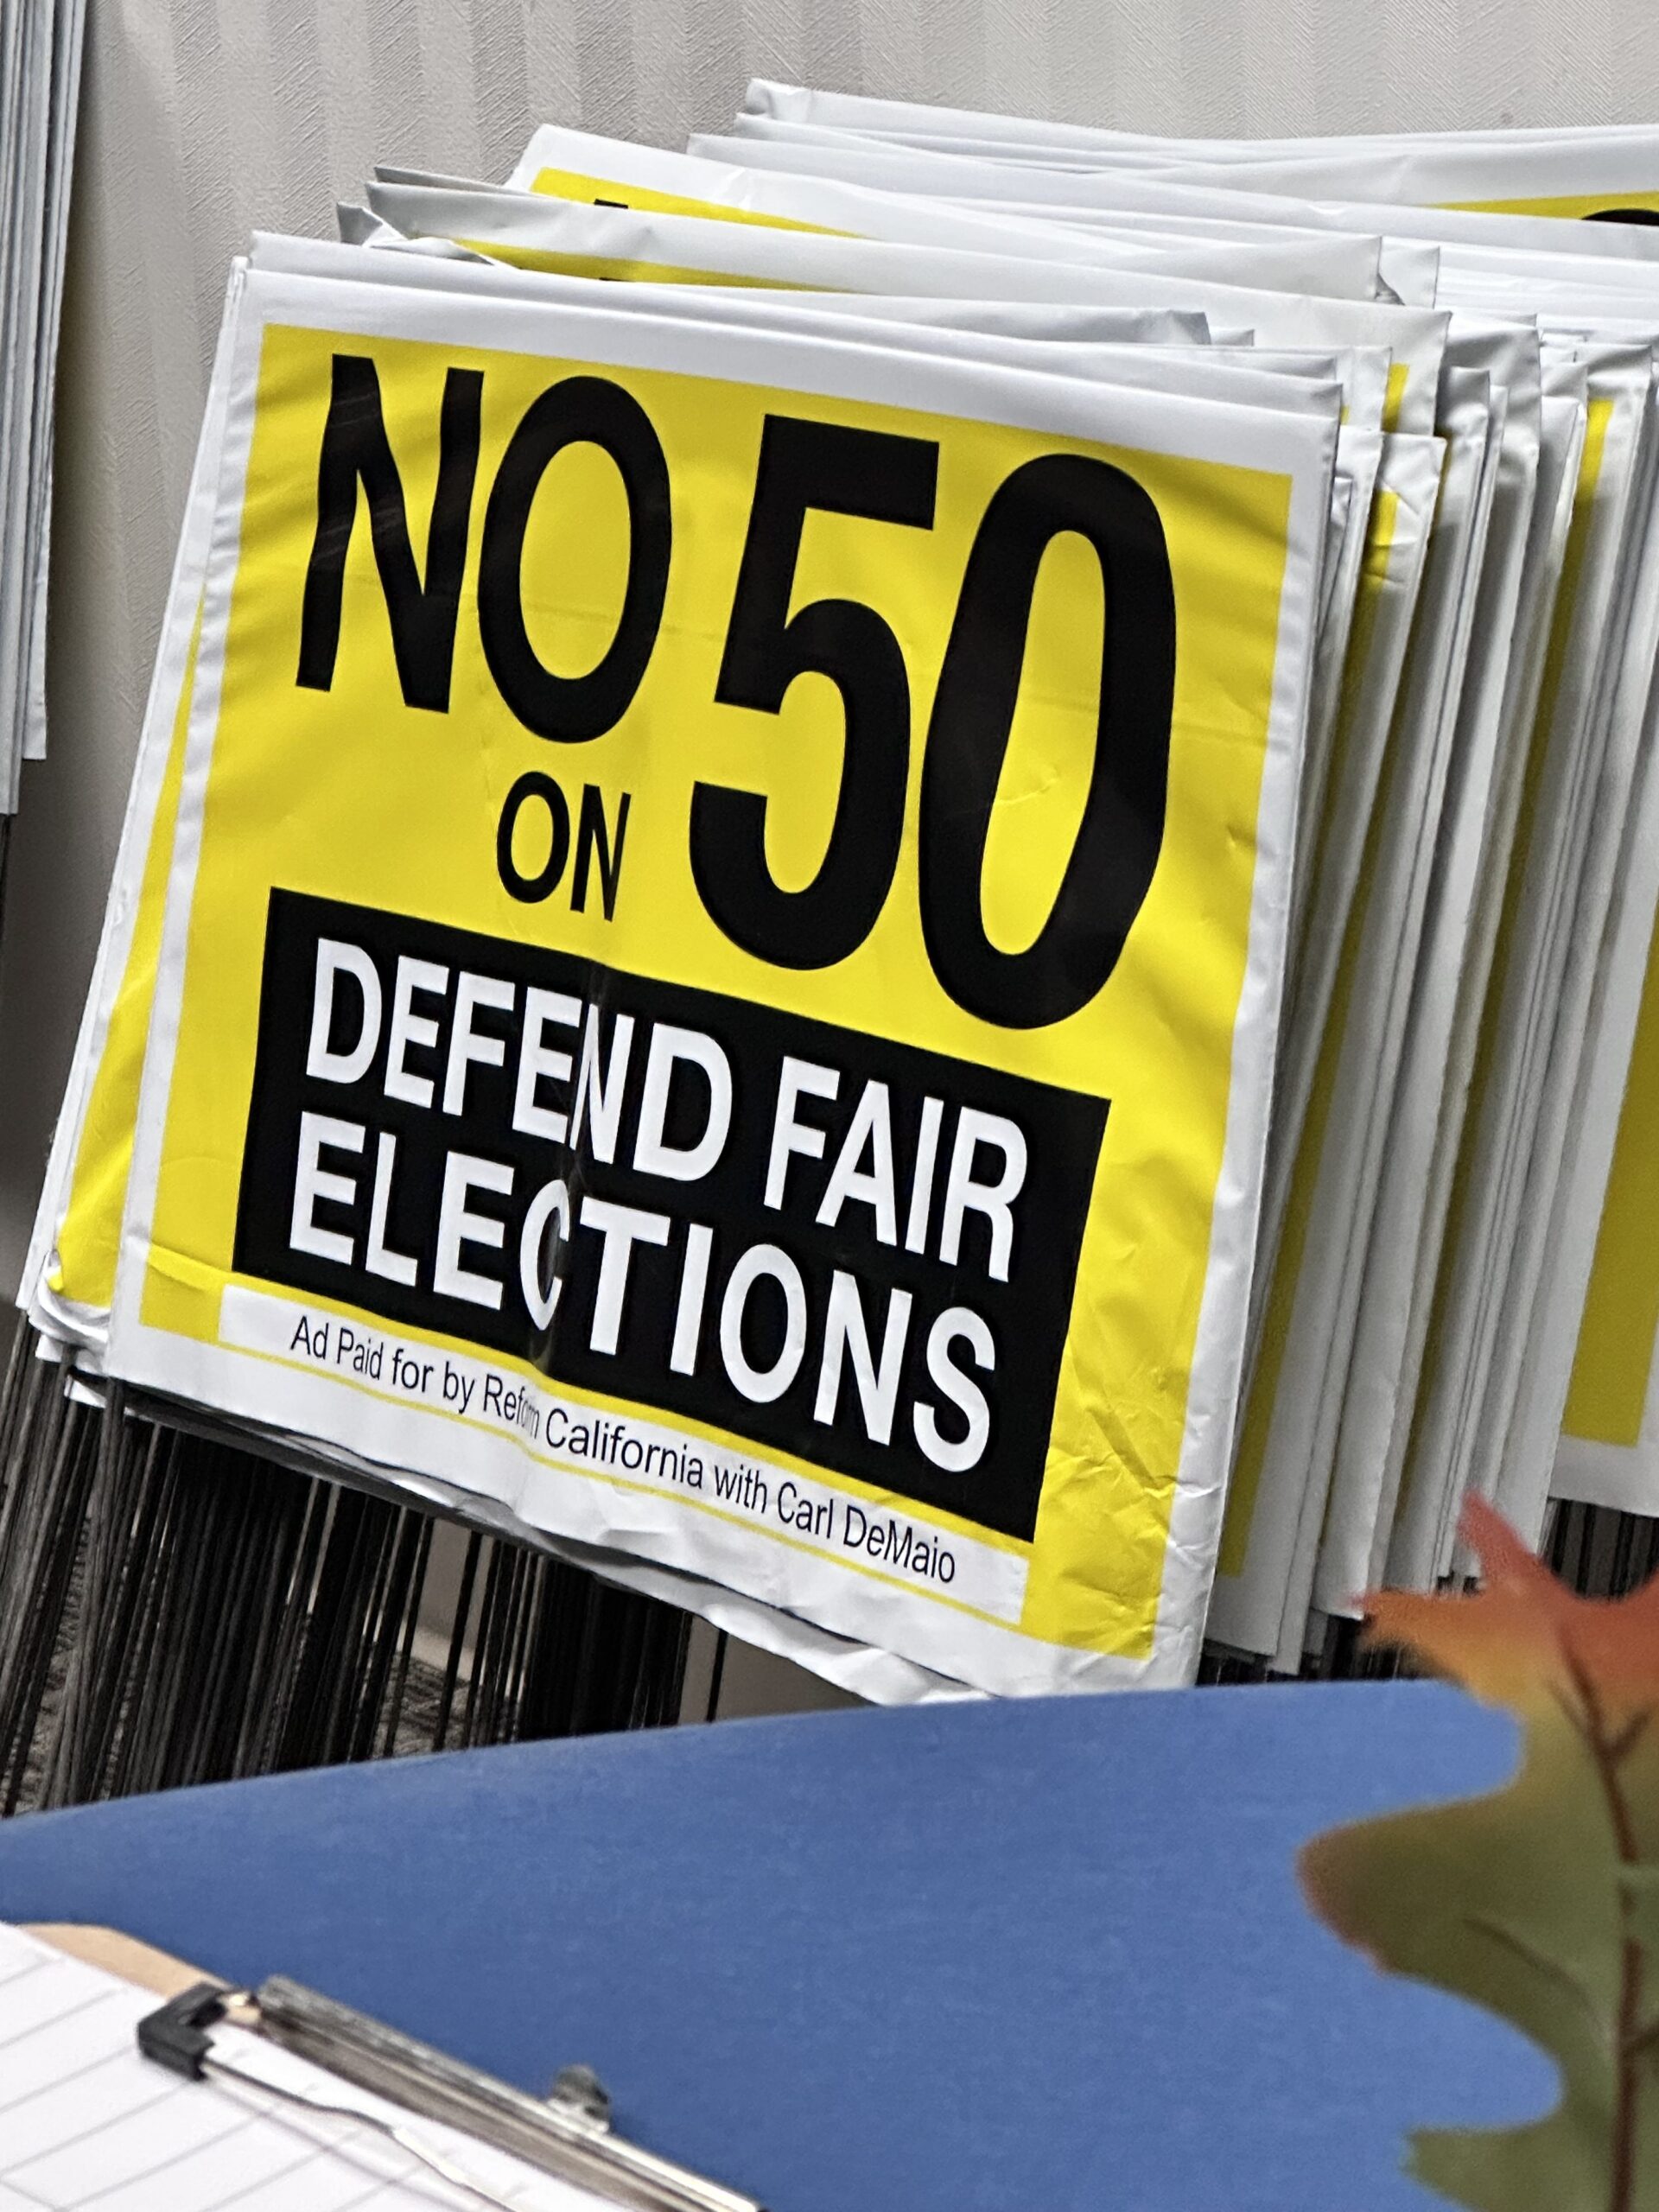 NO 50
ON
DEFEND FAIR
ELECTIONS
Ad Paid for by Reform California with Carl DeMaio